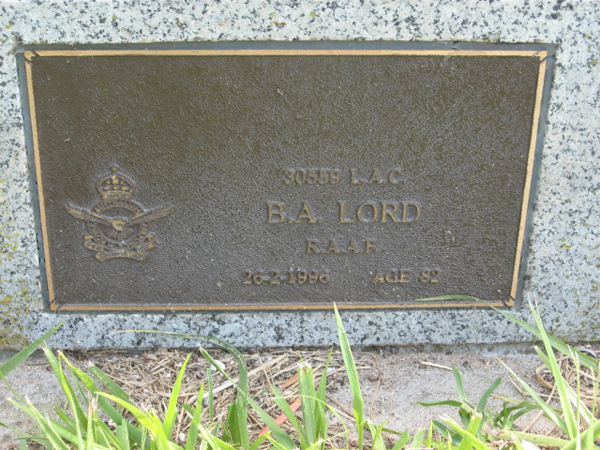 30559 L.A.C.
B.A. LORD
R.A.A.F.
26-2-1996 AGE 82